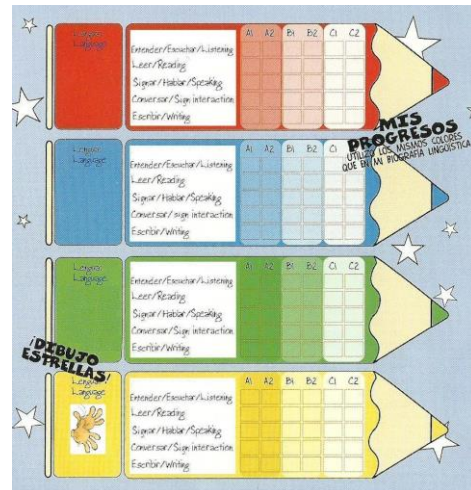 Lengua
Language
Entender/Escuchar/Listening
Leer/Reading
Signar/Hablar/Speaking
Conversar/Sign interaction
Escribir/Writing
A1 A2 B1 B2 C1 C2
MIS
PROGRESOS
UTILIZO LOS MISMOS COLORES
QUE EN MI BIOGRAFÍA LINGÜÍSTICA
Lengua
Language
Entender/Escuchar/Listening
Leer/Reading
Signar/Hablar/Speaking
Conversar/sign interaction
Escribir/Writing
A1 A2 B1 B2 C1 C2
Lengua
Language
Entender/Escuchar/Listening
Leer/Reading
Signar/Hablar/Speaking
Conversar/Sign interaction
Escribir/Writing
A1 A2 B1 B2 C1 C2
¡DIBUJO
ESTRELLAS!
Language
Entender/Escuchar/Listening
Leer/Reading
Signar/Hablar/Speaking
Conversar/Sign interaction
Escribir/Writing
A1 A2 B1 B2 C1 C2